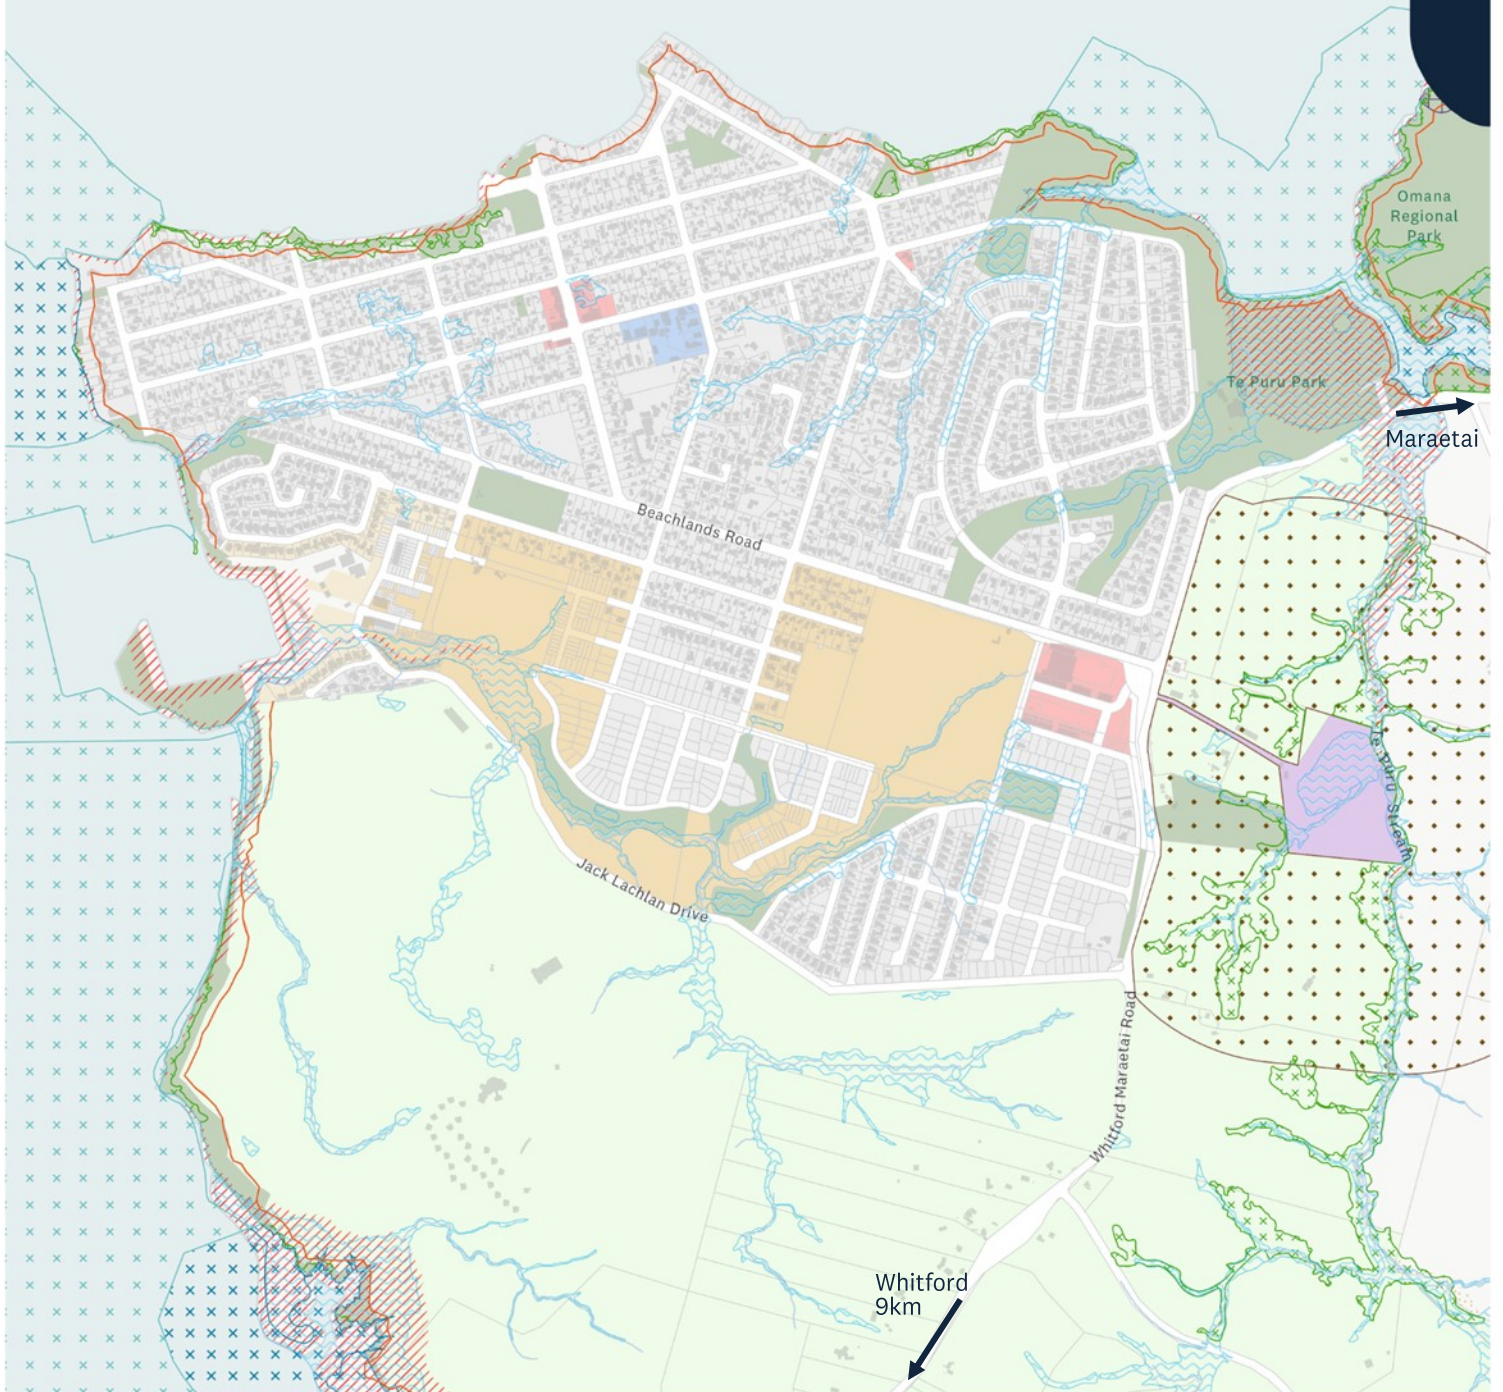 Omana
Regional
Park
Te Puru Park
Maraetai
Beachlands Road
Te Puru Stream
Jack Lachlan Drive
Whitford Maraetai Road
Whitford
9km